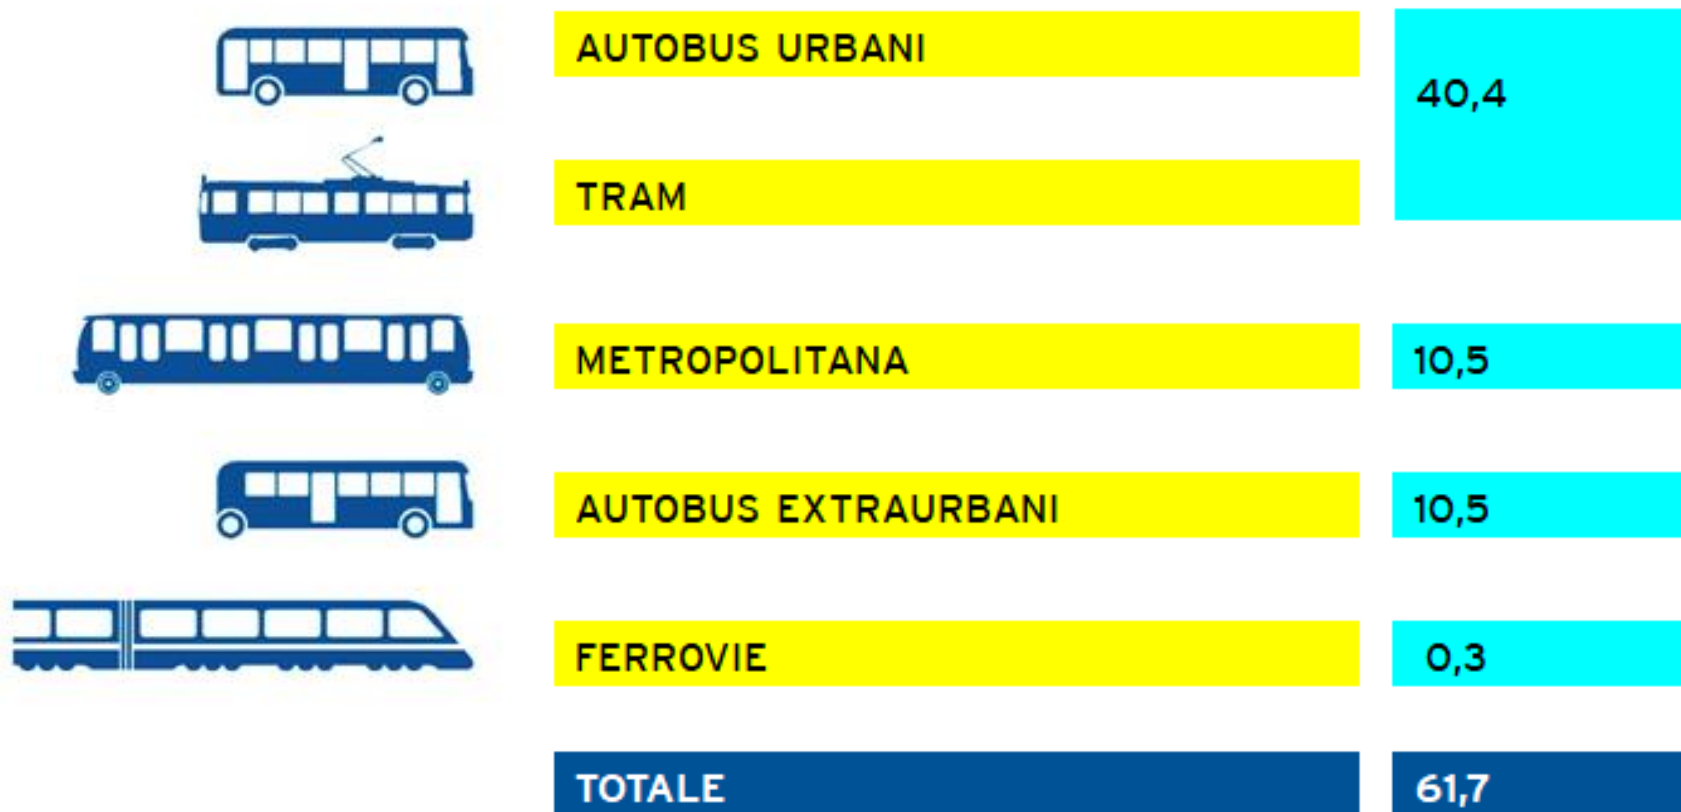 AUTOBUS URBANI
40,4
TRAM
METROPOLITANA 10,5
AUTOBUS EXTRAURBANI 10,5
FERROVIE 0,3
TOTALE 61,7